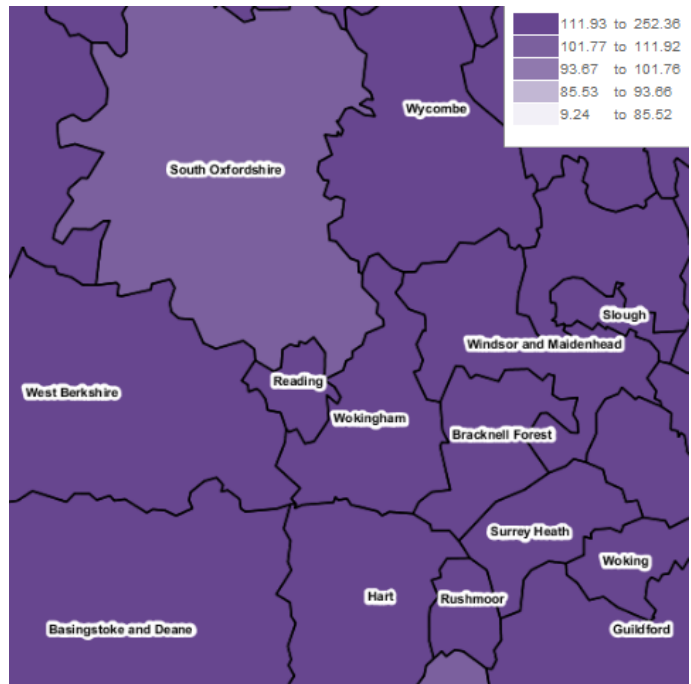 111.93 to 252.36
101.77 to 111.92
93.67 to 101.76
85.53 to 93.66
9.24 to 85.52
Wycombe
South Oxfordshire
Slough
Windsor and Maidenhead
Reading
West Berkshire
Wokingham
Bracknell Forest
Surrey Heath
Woking
Hart
Rushmoor
Basingstoke and Deane
Guildford